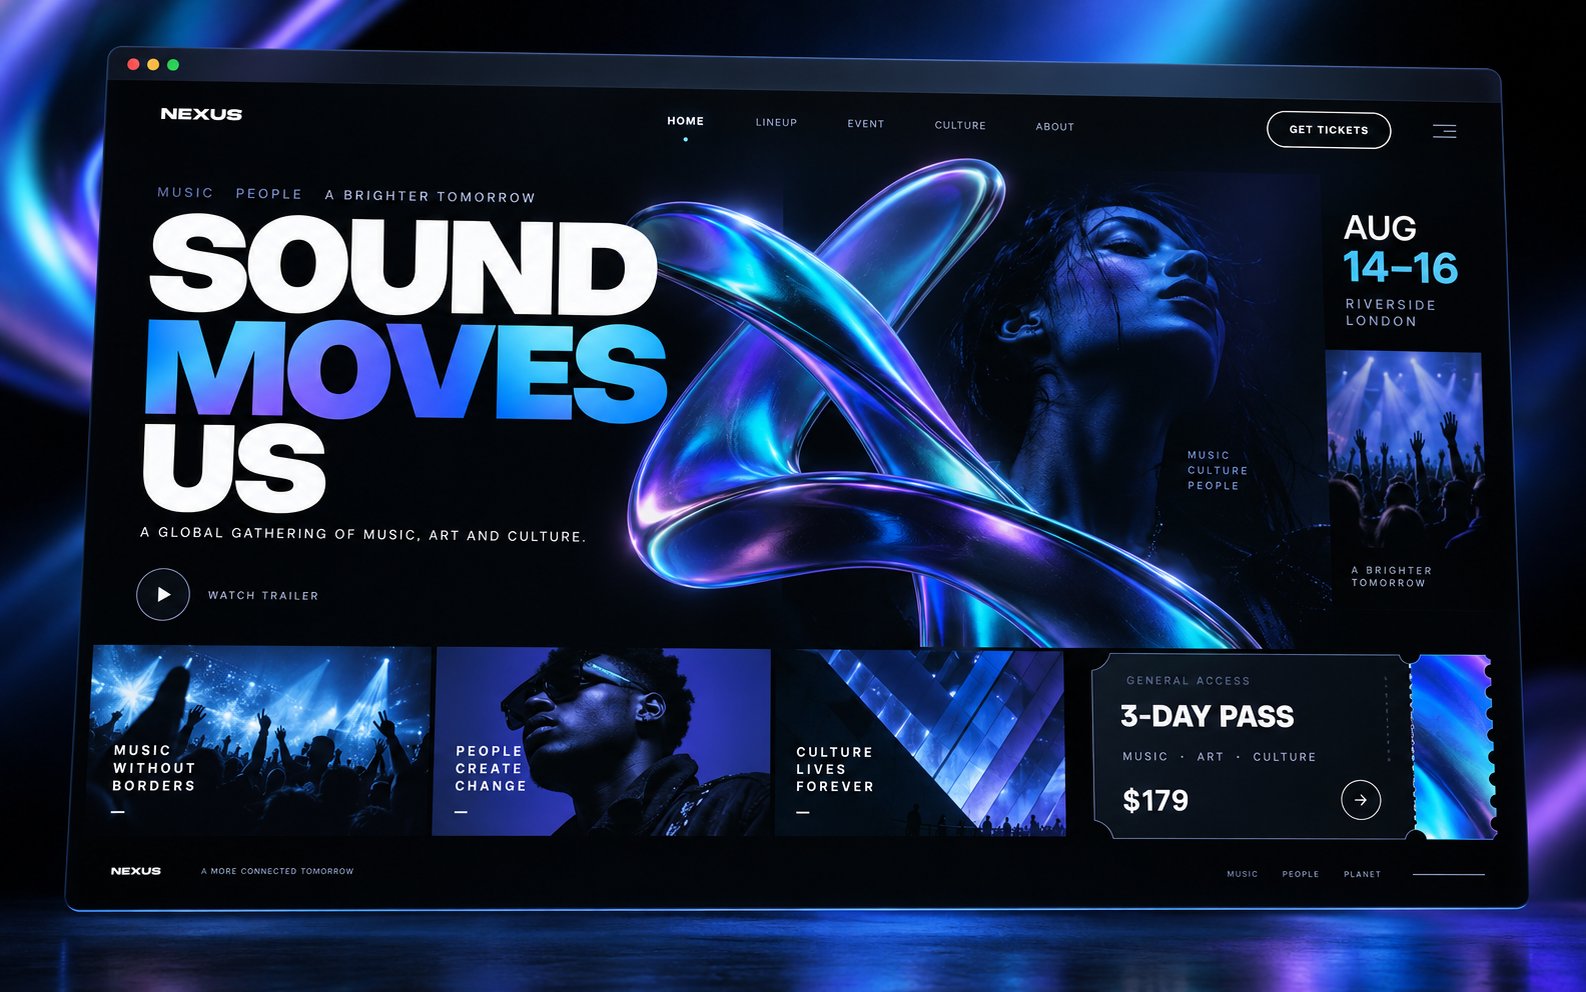 NEXUS
HOME
LINEUP
EVENT
CULTURE
ABOUT
GET TICKETS
MUSIC PEOPLE A BRIGHTER TOMORROW
SOUND
MOVES
US
A GLOBAL GATHERING OF MUSIC, ART AND CULTURE.
WATCH TRAILER
MUSIC
CULTURE
PEOPLE
AUG
14–16
RIVERSIDE
LONDON
A BRIGHTER
TOMORROW
MUSIC
WITHOUT
BORDERS
PEOPLE
CREATE
CHANGE
CULTURE
LIVES
FOREVER
GENERAL ACCESS
3-DAY PASS
MUSIC · ART · CULTURE
$179
NEXUS
A MORE CONNECTED TOMORROW
MUSIC
PEOPLE
PLANET